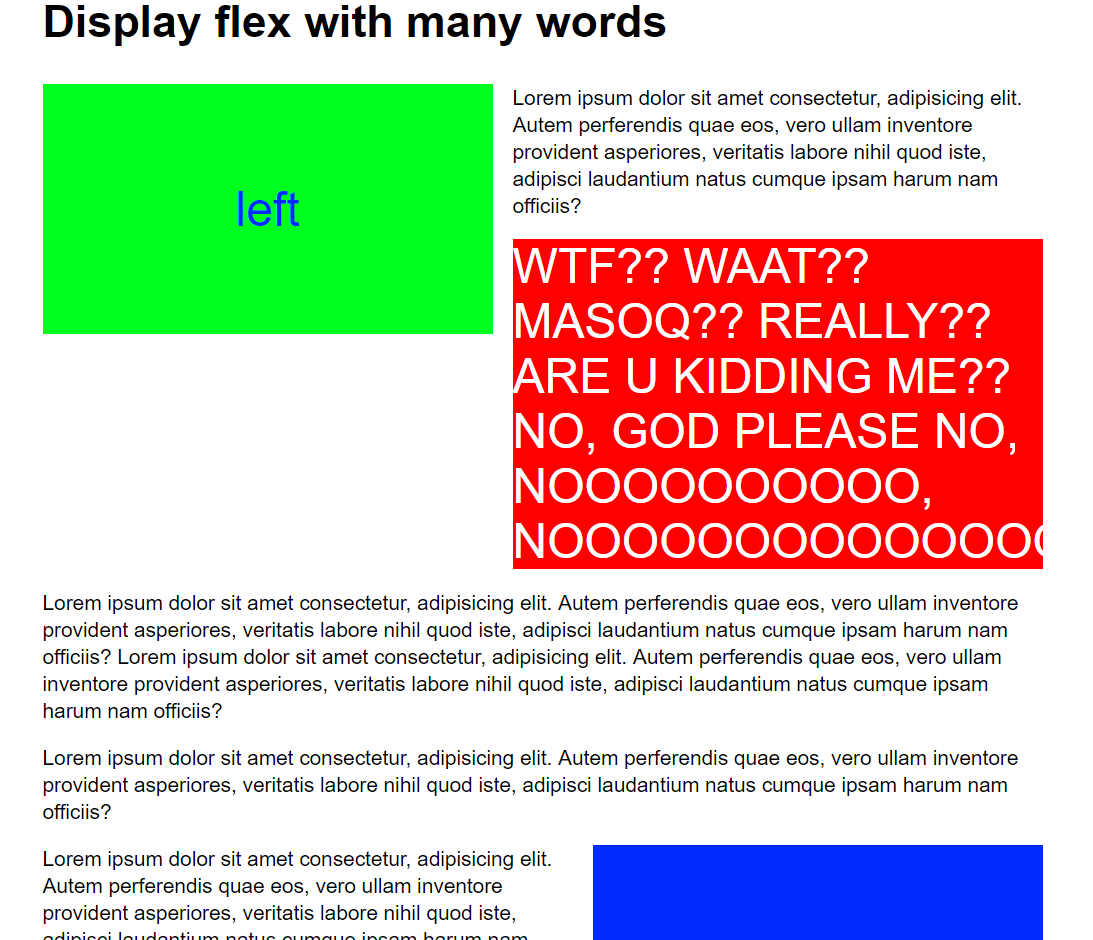 Display flex with many words
left
Lorem ipsum dolor sit amet consectetur, adipisicing elit.
Autem perferendis quae eos, vero ullam inventore
provident asperiores, veritatis labore nihil quod iste,
adipisci laudantium natus cumque ipsam harum nam
officiis?
WTF?? WAAT??
MASOQ?? REALLY??
ARE U KIDDING ME??
NO, GOD PLEASE NO,
NOOOOOOOOOO,
NOOOOOOOOOOOOOO
Lorem ipsum dolor sit amet consectetur, adipisicing elit. Autem perferendis quae eos, vero ullam inventore
provident asperiores, veritatis labore nihil quod iste, adipisci laudantium natus cumque ipsam harum nam
officiis? Lorem ipsum dolor sit amet consectetur, adipisicing elit. Autem perferendis quae eos, vero ullam
inventore provident asperiores, veritatis labore nihil quod iste, adipisci laudantium natus cumque ipsam
harum nam officiis?
Lorem ipsum dolor sit amet consectetur, adipisicing elit. Autem perferendis quae eos, vero ullam inventore
provident asperiores, veritatis labore nihil quod iste, adipisci laudantium natus cumque ipsam harum nam
officiis?
Lorem ipsum dolor sit amet consectetur, adipisicing elit.
Autem perferendis quae eos, vero ullam inventore
provident asperiores, veritatis labore nihil quod iste,
adipisci laudantium natus cumque ipsam harum nam